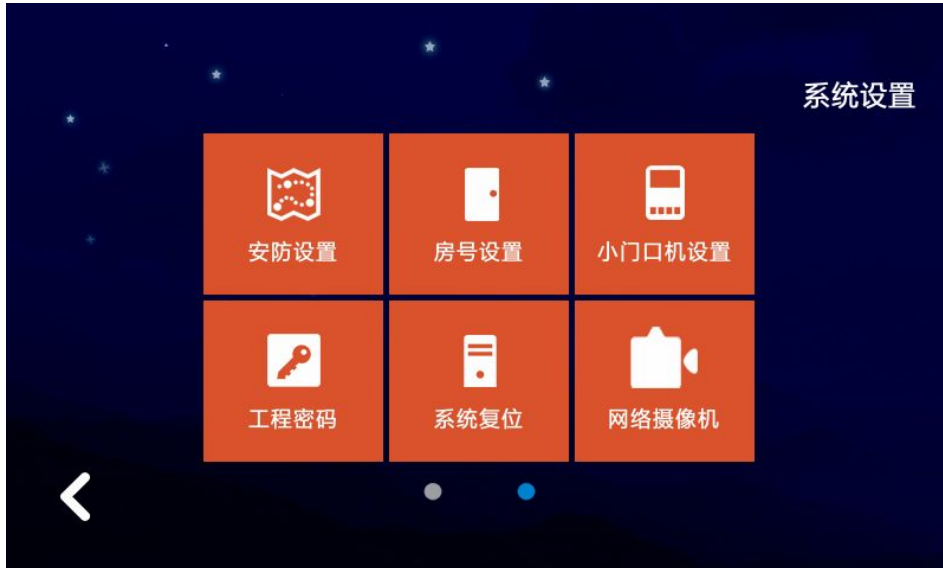 系统设置
安防设置
房号设置
小门口机设置
工程密码
系统复位
网络摄像机